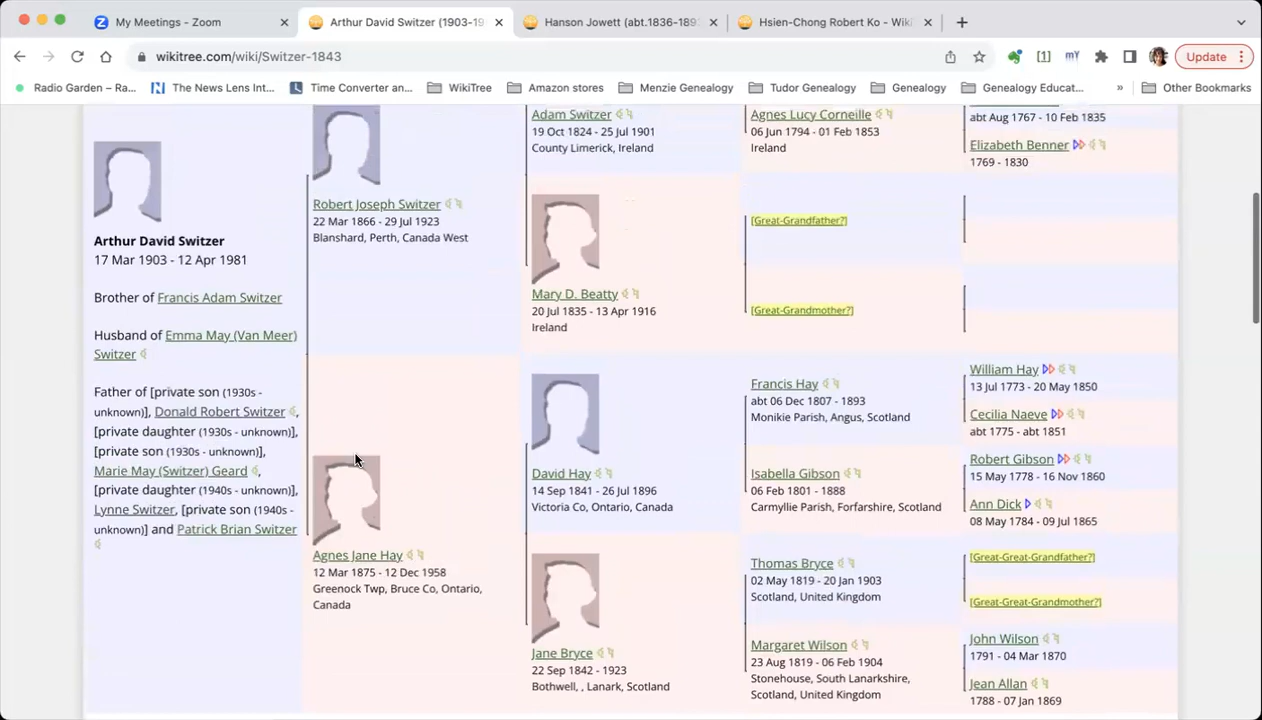 My Meetings - Zoom
Arthur David Switzer (1903-19
Hanson Jowett (abt.1836-189
Hsien-Chong Robert Ko - Wiki
wikitree.com/wiki/Switzer-1843
Update
Radio Garden – Ra...
The News Lens Int...
Time Converter an...
WikiTree
Amazon stores
Menzie Genealogy
Tudor Genealogy
Genealogy
Genealogy Educat...
»
Other Bookmarks
Arthur David Switzer
17 Mar 1903 - 12 Apr 1981
Brother of Francis Adam Switzer
Husband of Emma May (Van Meer)
Switzer
Father of [private son (1930s -
unknown)], Donald Robert Switzer,
[private daughter (1930s - unknown)],
[private son (1930s - unknown)],
Marie May (Switzer) Geard,
[private daughter (1940s - unknown)],
Lynne Switzer, [private son (1940s -
unknown)] and Patrick Brian Switzer
Robert Joseph Switzer
22 Mar 1866 - 29 Jul 1923
Blanshard, Perth, Canada West
Agnes Jane Hay
12 Mar 1875 - 12 Dec 1958
Greenock Twp, Bruce Co, Ontario,
Canada
Adam Switzer
19 Oct 1824 - 25 Jul 1901
County Limerick, Ireland
Mary D. Beatty
20 Jul 1835 - 13 Apr 1916
Ireland
David Hay
14 Sep 1841 - 26 Jul 1896
Victoria Co, Ontario, Canada
Jane Bryce
22 Sep 1842 - 1923
Bothwell, , Lanark, Scotland
Agnes Lucy Corneille
06 Jun 1794 - 01 Feb 1853
Ireland
[Great-Grandfather?]
[Great-Grandmother?]
Francis Hay
abt 06 Dec 1807 - 1893
Monikie Parish, Angus, Scotland
Isabella Gibson
06 Feb 1801 - 1888
Carmyllie Parish, Forfarshire, Scotland
Thomas Bryce
02 May 1819 - 20 Jan 1903
Scotland, United Kingdom
Margaret Wilson
23 Aug 1819 - 06 Feb 1904
Stonehouse, South Lanarkshire,
Scotland, United Kingdom
abt Aug 1767 - 10 Feb 1835
Elizabeth Benner
1769 - 1830
William Hay
13 Jul 1773 - 20 May 1850
Cecilia Naeve
abt 1775 - abt 1851
Robert Gibson
15 May 1778 - 16 Nov 1860
Ann Dick
08 May 1784 - 09 Jul 1865
[Great-Great-Grandfather?]
[Great-Great-Grandmother?]
John Wilson
1791 - 04 Mar 1870
Jean Allan
1788 - 07 Jan 1869